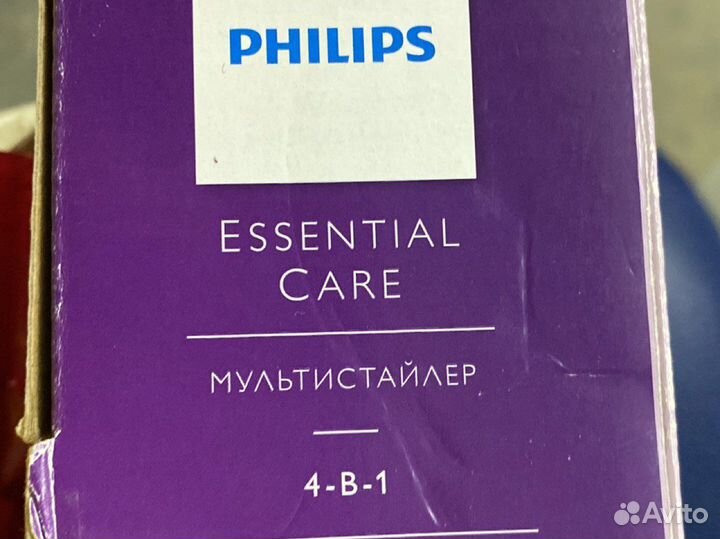 PHILIPS
ESSENTIAL
CARE
МУЛЬТИСТАЙЛЕР
4-В-1
Avito